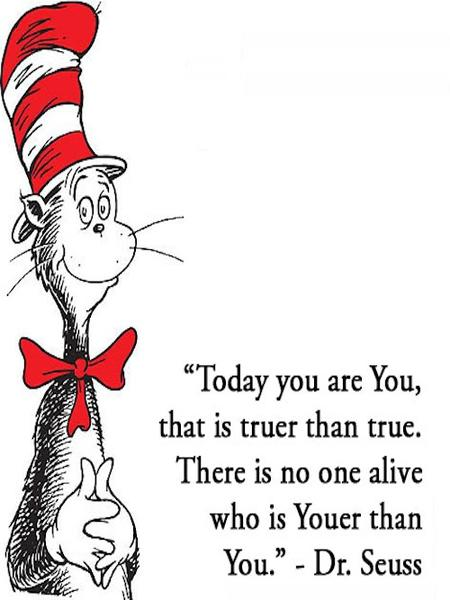 “Today you are You,
that is truer than true.
There is no one alive
who is Youer than
You.” - Dr. Seuss